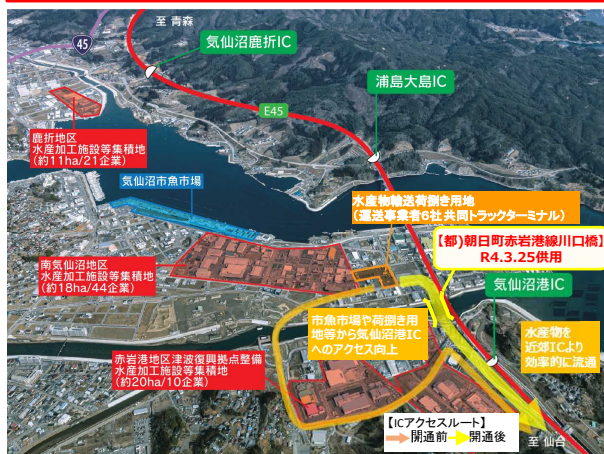 至 青森
45
気仙沼鹿折IC
浦島大島IC
E45
鹿折地区
水産加工施設等集積地
(約11ha/21企業)
気仙沼市魚市場
水産物輸送荷捌き用地
(運送事業者6社共同トラックターミナル)
【都)朝日町赤岩港線川口橋】
R4.3.25供用
南気仙沼地区
水産加工施設等集積地
(約18ha/44企業)
気仙沼港IC
市魚市場や荷捌き用
地等から気仙沼港IC
へのアクセス向上
水産物を
近郊ICより
効率的に流通
赤岩港地区津波復興拠点整備
水産加工施設等集積地
(約20ha/10企業)
【ICアクセスルート】
開通前 開通後
至 仙台